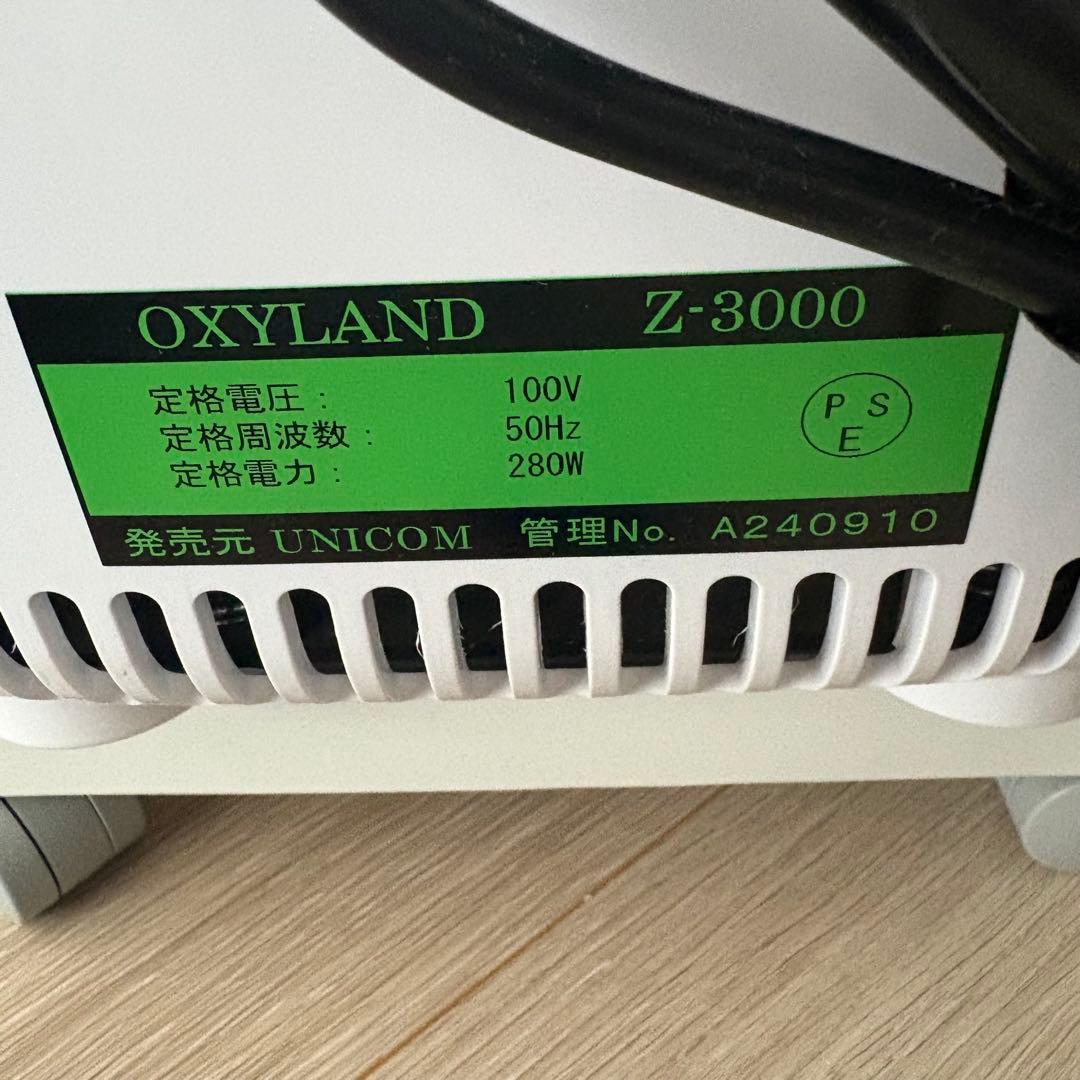 OXYLAND Z-3000
定格電圧： 100V
定格周波数： 50Hz
定格電力： 280W
P S
E
発売元 UNICOM 管理No. A240910